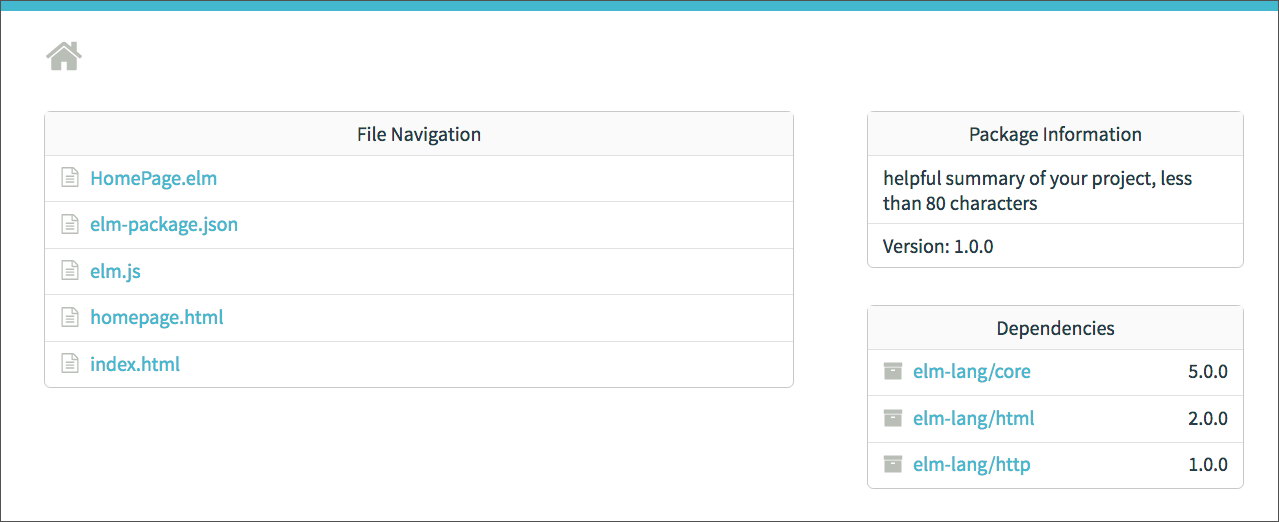 File Navigation
HomePage.elm
elm-package.json
elm.js
homepage.html
index.html
Package Information
helpful summary of your project, less
than 80 characters
Version: 1.0.0
Dependencies
elm-lang/core 5.0.0
elm-lang/html 2.0.0
elm-lang/http 1.0.0